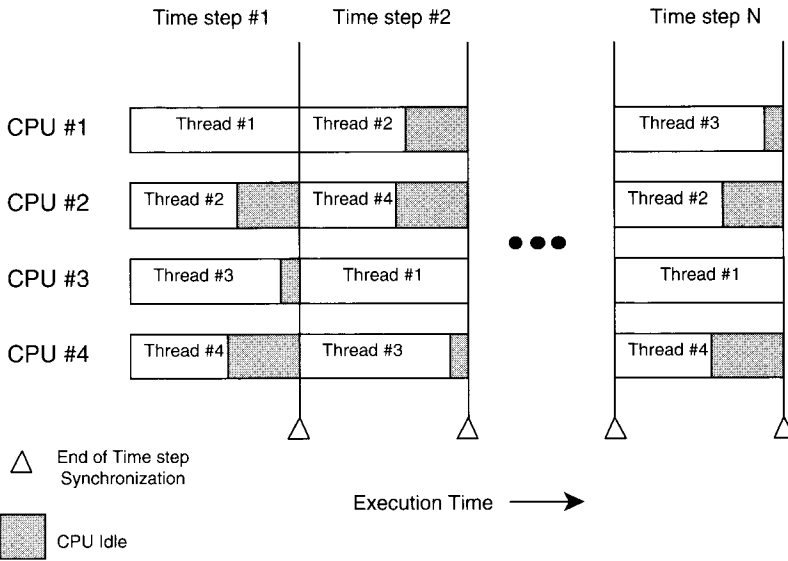 Time step #1 Time step #2 Time step N
CPU #1 Thread #1 Thread #2 Thread #3
CPU #2 Thread #2 Thread #4 Thread #2
CPU #3 Thread #3 Thread #1 Thread #1
CPU #4 Thread #4 Thread #3 Thread #4
End of Time step
Synchronization
Execution Time
CPU Idle